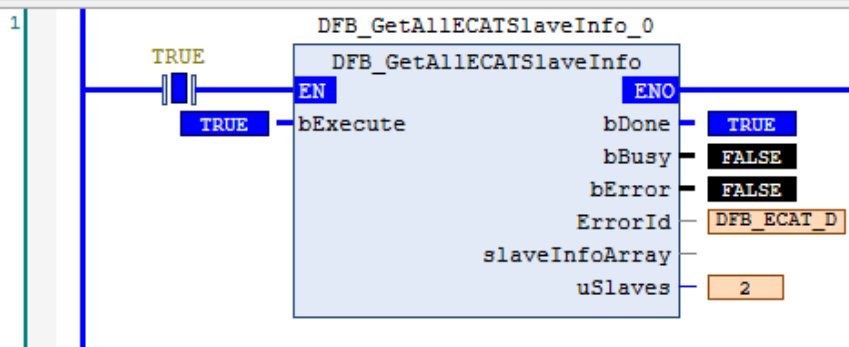 1
DFB_GetAllECATSlaveInfo_0
TRUE
DFB_GetAllECATSlaveInfo
EN ENO
TRUE bExecute bDone TRUE
bBusy FALSE
bError FALSE
ErrorId DFB_ECAT_D
slaveInfoArray
uSlaves 2